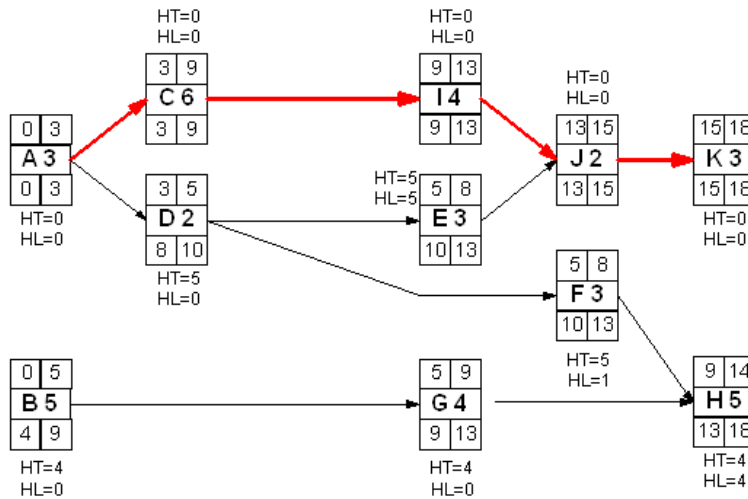 HT=0
HL=0
3 9
C 6
3 9
HT=0
HL=0
9 13
I 4
9 13
HT=0
HL=0
13 15
J 2
13 15
15 18
K 3
15 18
HT=0
HL=0
0 3
A 3
0 3
HT=0
HL=0
3 5
D 2
8 10
HT=5
HL=0
HT=5
HL=5
5 8
E 3
10 13
5 8
F 3
10 13
HT=5
HL=1
0 5
B 5
4 9
HT=4
HL=0
5 9
G 4
9 13
HT=4
HL=0
9 14
H 5
13 18
HT=4
HL=4